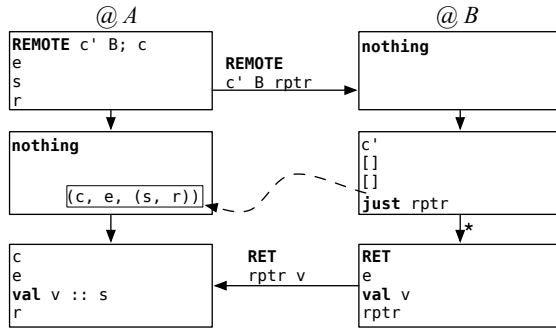 @ A
@ B
REMOTE c' B; c
e
s
r
REMOTE
c' B rptr
nothing
nothing
(c, e, (s, r))
c'
[]
[]
just rptr
*
c
e
val v :: s
r
RET
rptr v
RET
e
val v
rptr